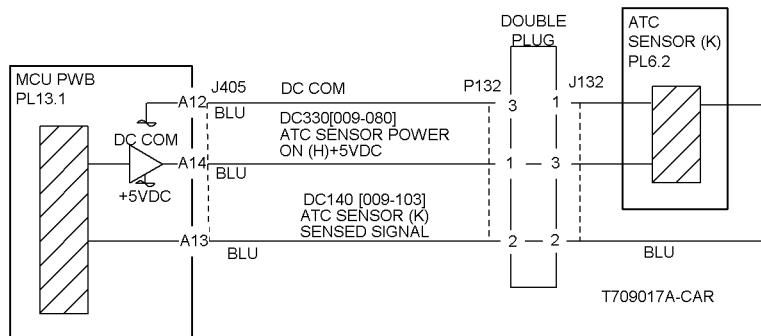 DOUBLE
PLUG
ATC
SENSOR (K)
PL6.2
MCU PWB
PL13.1
J405
DC COM
P132
J132
A12
BLU
3
1
DC330[009-080]
ATC SENSOR POWER
ON (H)+5VDC
DC COM
A14
BLU
1
3
+5VDC
DC140 [009-103]
ATC SENSOR (K)
SENSED SIGNAL
A13
BLU
2
2
BLU
T709017A-CAR